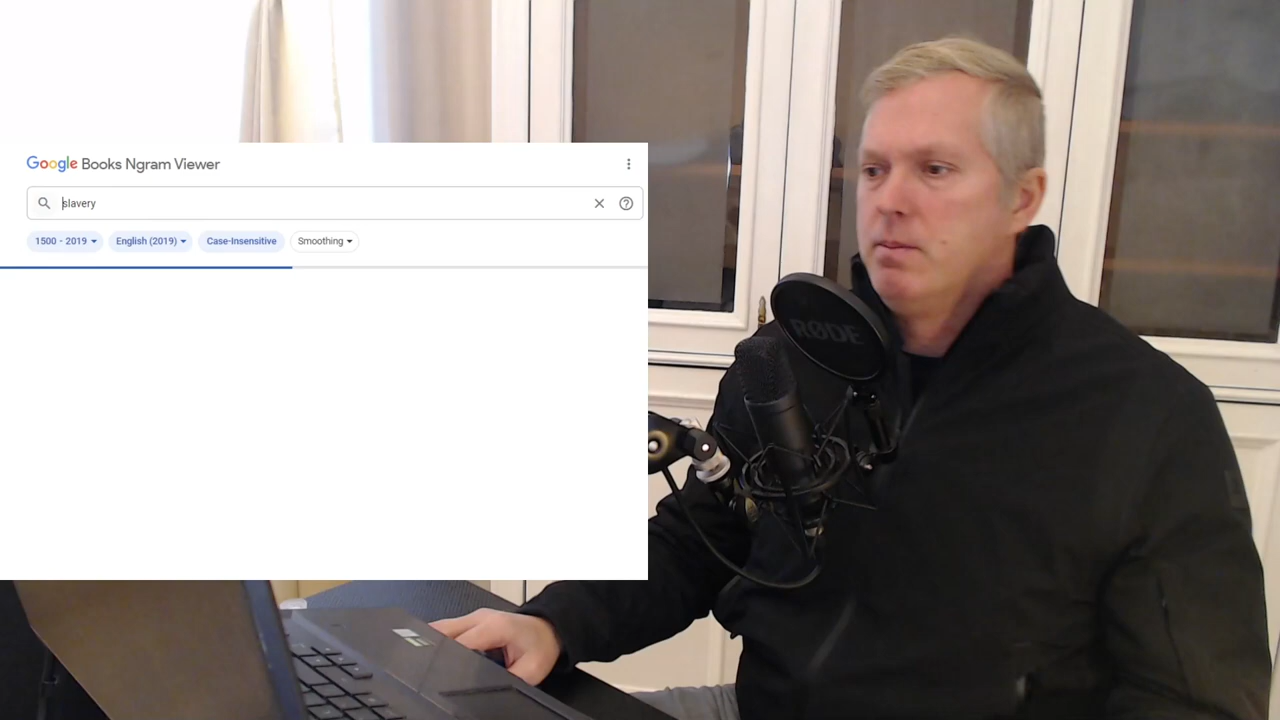 Google Books Ngram Viewer
slavery
1500 - 2019 English (2019) Case-Insensitive Smoothing
RØDE